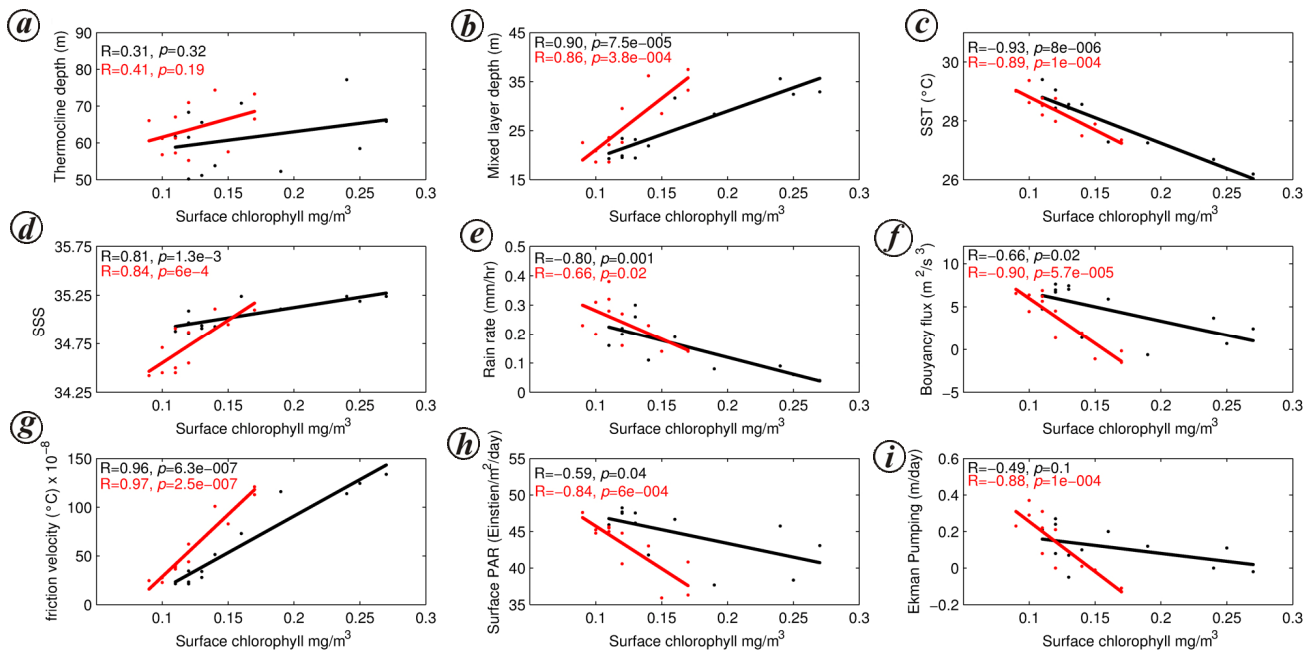 a
90
80
70
60
50
Thermocline depth (m)
R=0.31, p=0.32
R=0.41, p=0.19
0.1 0.15 0.2 0.25 0.3
Surface chlorophyll mg/m³
b
45
35
25
15
Mixed layer depth (m)
R=0.90, p=7.5e−005
R=0.86, p=3.8e−004
0.1 0.15 0.2 0.25 0.3
Surface chlorophyll mg/m³
c
30
28
26
SST (°C)
R=−0.93, p=8e−006
R=−0.89, p=1e−004
0.1 0.15 0.2 0.25 0.3
Surface chlorophyll mg/m³
d
35.75
35.25
34.75
34.25
SSS
R=0.81, p=1.3e−3
R=0.84, p=6e−4
0.1 0.15 0.2 0.25 0.3
Surface chlorophyll mg/m³
e
0.5
0.4
0.3
0.2
0.1
0
Rain rate (mm/hr)
R=−0.80, p=0.001
R=−0.66, p=0.02
0.1 0.15 0.2 0.25 0.3
Surface chlorophyll mg/m³
f
10
5
0
−5
Bouyancy flux (m²/s³)
R=−0.66, p=0.02
R=−0.90, p=5.7e−005
0.1 0.15 0.2 0.25 0.3
Surface chlorophyll mg/m³
g
150
100
50
0
friction velocity (°C) x 10⁻⁸
R=0.96, p=6.3e−007
R=0.97, p=2.5e−007
0.1 0.15 0.2 0.25 0.3
Surface chlorophyll mg/m³
h
55
50
45
40
35
Surface PAR (Einstien/m²/day)
R=−0.59, p=0.04
R=−0.84, p=6e−004
0.1 0.15 0.2 0.25 0.3
Surface chlorophyll mg/m³
i
0.6
0.4
0.2
0
−0.2
Ekman Pumping (m/day)
R=−0.49, p=0.1
R=−0.88, p=1e−004
0.1 0.15 0.2 0.25 0.3
Surface chlorophyll mg/m³